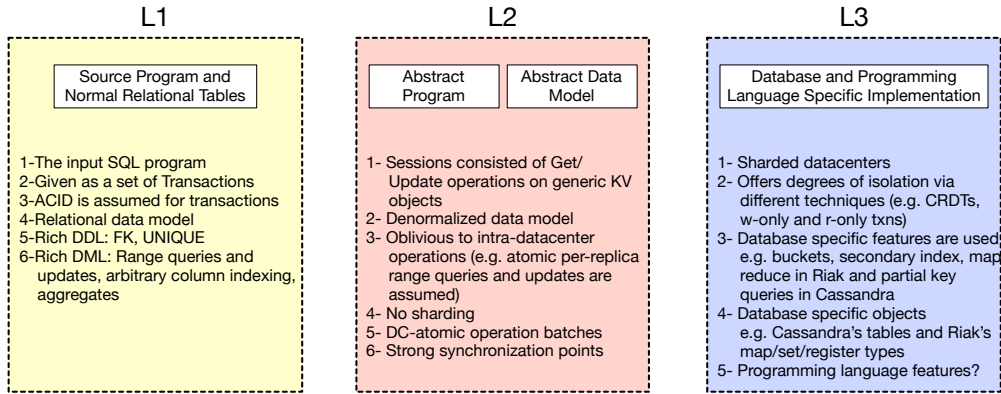 L1
Source Program and
Normal Relational Tables
1-The input SQL program
2-Given as a set of Transactions
3-ACID is assumed for transactions
4-Relational data model
5-Rich DDL: FK, UNIQUE
6-Rich DML: Range queries and
updates, arbitrary column indexing,
aggregates
L2
Abstract
Program
Abstract Data
Model
1- Sessions consisted of Get/
Update operations on generic KV
objects
2- Denormalized data model
3- Oblivious to intra-datacenter
operations (e.g. atomic per-replica
range queries and updates are
assumed)
4- No sharding
5- DC-atomic operation batches
6- Strong synchronization points
L3
Database and Programming
Language Specific Implementation
1- Sharded datacenters
2- Offers degrees of isolation via
different techniques (e.g. CRDTs,
w-only and r-only txns)
3- Database specific features are used
e.g. buckets, secondary index, map
reduce in Riak and partial key
queries in Cassandra
4- Database specific objects
e.g. Cassandra's tables and Riak's
map/set/register types
5- Programming language features?